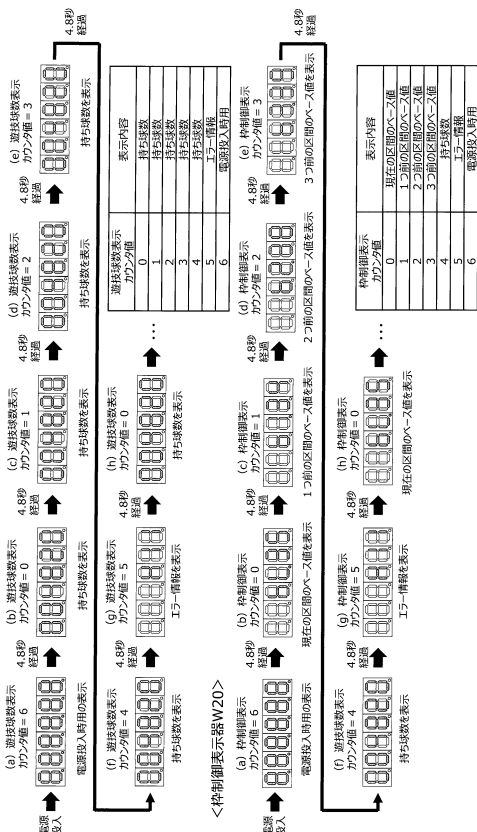 (a) 遊技球数表示
カウンタ値 = 6
(b) 遊技球数表示
カウンタ値 = 0
(c) 遊技球数表示
カウンタ値 = 1
(d) 遊技球数表示
カウンタ値 = 2
(e) 遊技球数表示
カウンタ値 = 3
電源
投入
4.8秒
経過
4.8秒
経過
4.8秒
経過
4.8秒
経過
4.8秒
経過
電源投入時用の表示
持ち球数を表示
持ち球数を表示
持ち球数を表示
持ち球数を表示
(f) 遊技球数表示
カウンタ値 = 4
(g) 遊技球数表示
カウンタ値 = 5
(h) 遊技球数表示
カウンタ値 = 0
4.8秒
経過
4.8秒
経過
…
持ち球数を表示
エラー情報を表示
持ち球数を表示
遊技球数表示
カウンタ値
表示内容
0 持ち球数
1 持ち球数
2 持ち球数
3 持ち球数
4 持ち球数
5 エラー情報
6 電源投入時用
<枠制御表示器W20>
(a) 枠制御表示
カウンタ値 = 6
(b) 枠制御表示
カウンタ値 = 0
(c) 枠制御表示
カウンタ値 = 1
(d) 枠制御表示
カウンタ値 = 2
(e) 枠制御表示
カウンタ値 = 3
電源
投入
4.8秒
経過
4.8秒
経過
4.8秒
経過
4.8秒
経過
4.8秒
経過
電源投入時用の表示
現在の区間のベース値を表示
1つ前の区間のベース値を表示
2つ前の区間のベース値を表示
3つ前の区間のベース値を表示
(f) 遊技球数表示
カウンタ値 = 4
(g) 枠制御表示
カウンタ値 = 5
(h) 枠制御表示
カウンタ値 = 0
4.8秒
経過
4.8秒
経過
…
持ち球数を表示
エラー情報を表示
現在の区間のベース値を表示
枠制御表示
カウンタ値
表示内容
0 現在の区間のベース値
1 1つ前の区間のベース値
2 2つ前の区間のベース値
3 3つ前の区間のベース値
4 持ち球数
5 エラー情報
6 電源投入時用